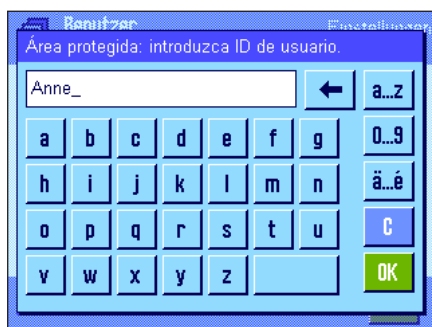 Benutzer Einstellungen
Área protegida: introduzca ID de usuario.
Anne_ a...z
a b c d e f g 0...9
h i j k l m n ä...é
o p q r s t u C
v w x y z OK